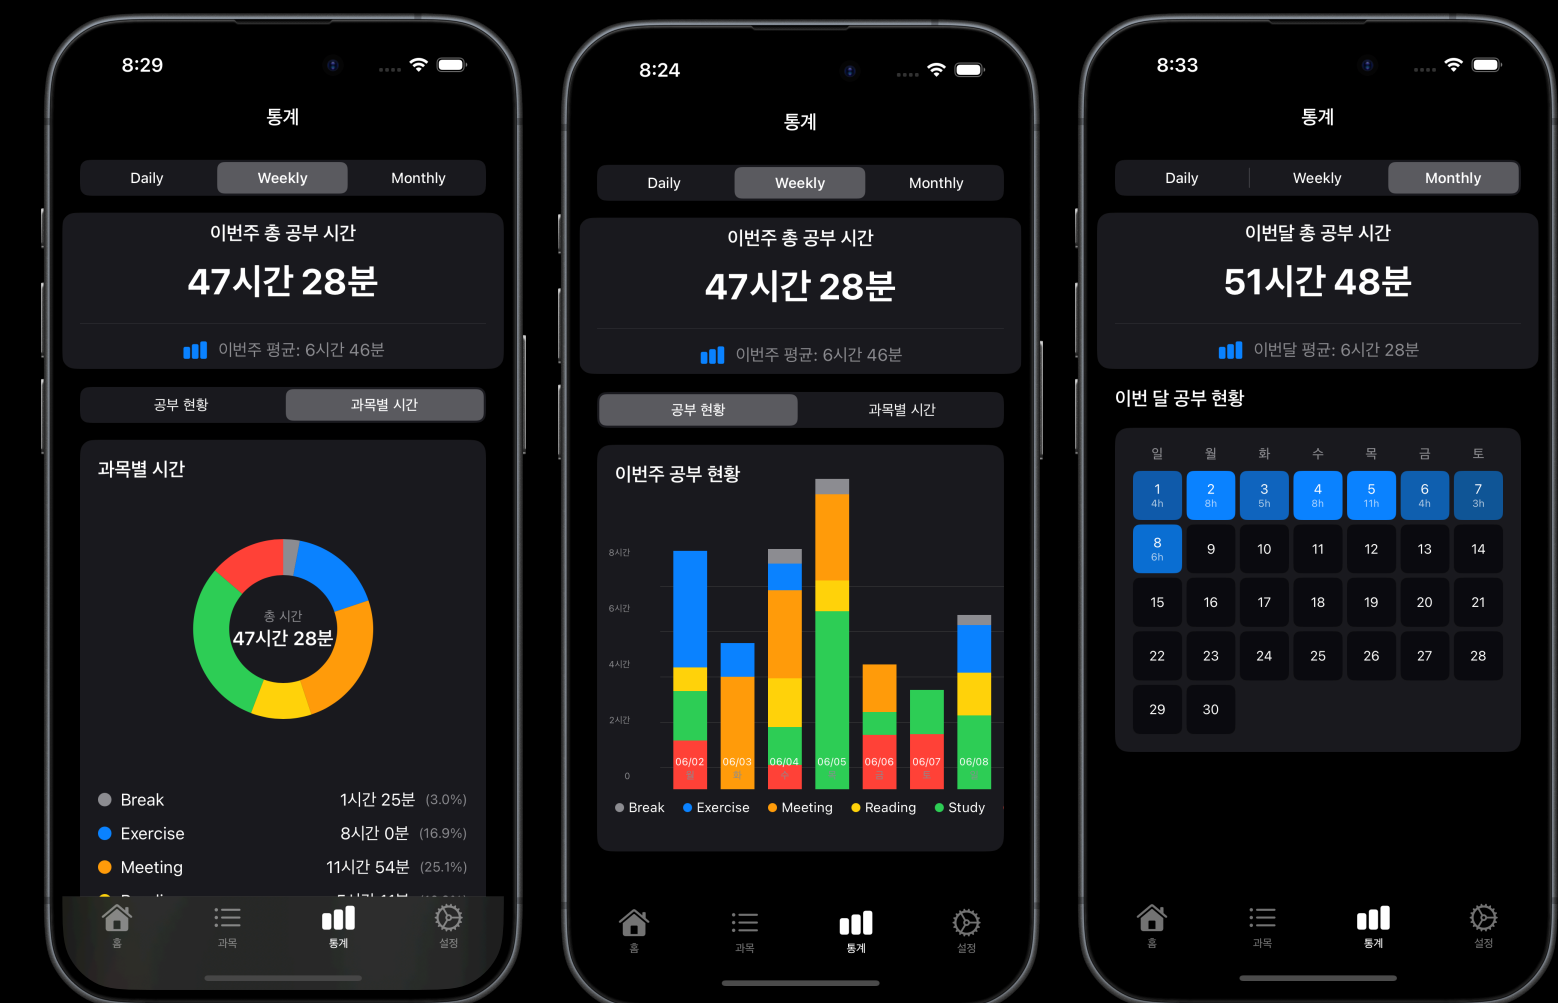 8:29
통계
Daily Weekly Monthly
이번주 총 공부 시간
47시간 28분
이번주 평균: 6시간 46분
공부 현황 과목별 시간
과목별 시간
총 시간
47시간 28분
Break 1시간 25분 (3.0%)
Exercise 8시간 0분 (16.9%)
Meeting 11시간 54분 (25.1%)
홈 과목 통계 설정
8:24
통계
Daily Weekly Monthly
이번주 총 공부 시간
47시간 28분
이번주 평균: 6시간 46분
공부 현황 과목별 시간
이번주 공부 현황
8시간
6시간
4시간
2시간
0
06/02 06/03 06/04 06/05 06/06 06/07 06/08
월 화 수 금 토
Break Exercise Meeting Reading Study
홈 과목 통계 설정
8:33
통계
Daily Weekly Monthly
이번달 총 공부 시간
51시간 48분
이번달 평균: 6시간 28분
이번 달 공부 현황
일 월 화 수 목 금 토
1 2 3 4 5 6 7
4h 8h 5h 8h 11h 4h 3h
8 9 10 11 12 13 14
6h
15 16 17 18 19 20 21
22 23 24 25 26 27 28
29 30
홈 과목 통계 설정